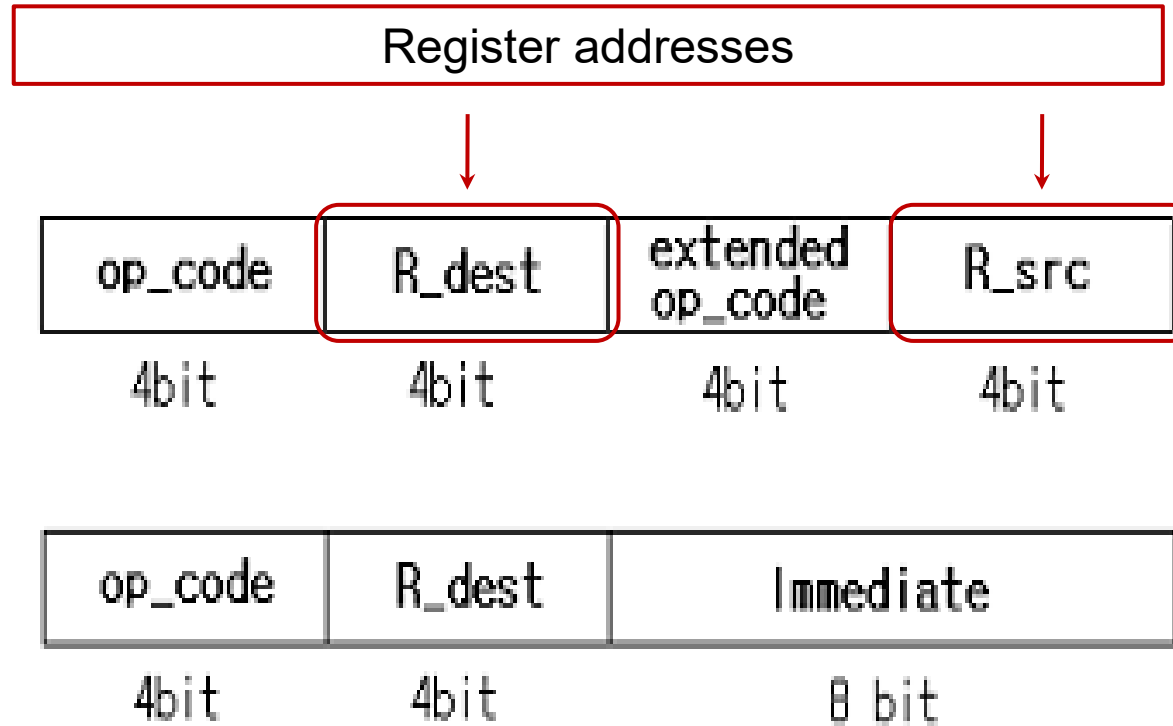 Register addresses
op_code R_dest extended op_code R_src
4bit 4bit 4bit 4bit
op_code R_dest Immediate
4bit 4bit 8 bit